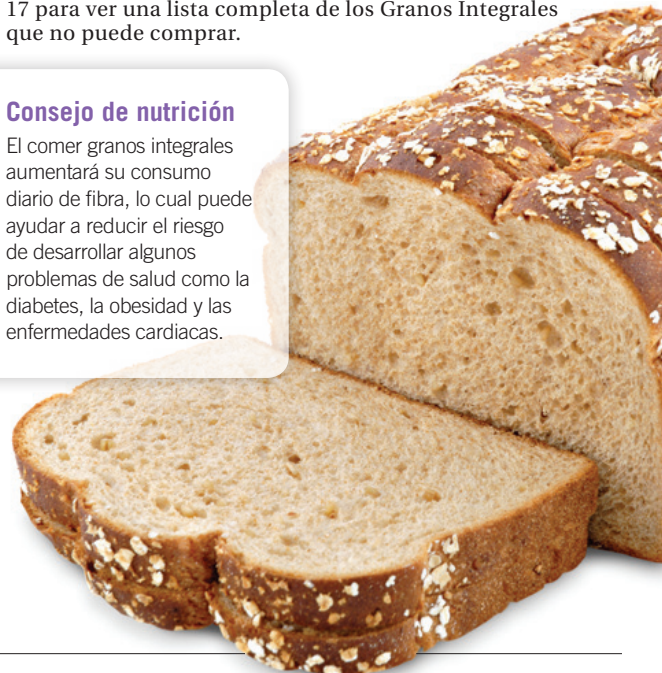 17 para ver una lista completa de los Granos Integrales
que no puede comprar.
Consejo de nutrición
El comer granos integrales
aumentará su consumo
diario de fibra, lo cual puede
ayudar a reducir el riesgo
de desarrollar algunos
problemas de salud como la
diabetes, la obesidad y las
enfermedades cardiacas.